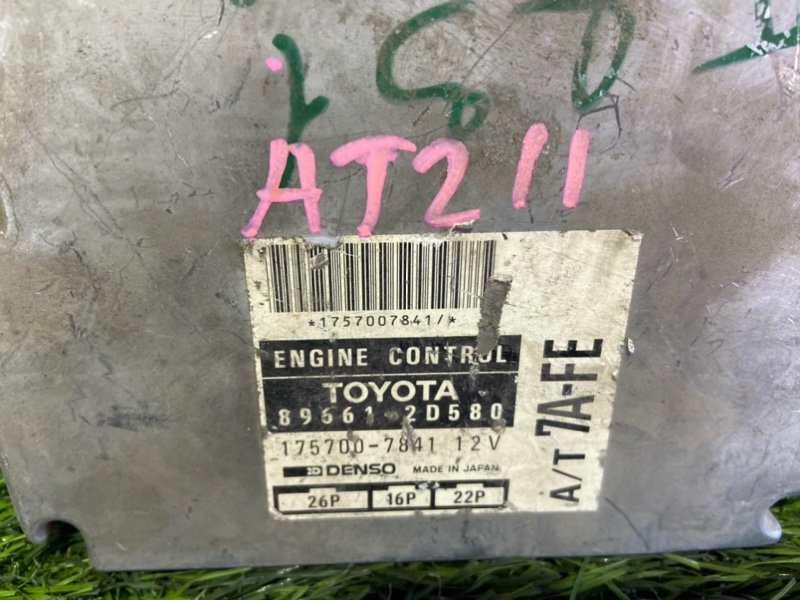 AT211
*1757007841/*
ENGINE CONTROL
TOYOTA
89661-2D580
175700-7841 12V
DENSO MADE IN JAPAN
26P 16P 22P
A/T 7A-FE